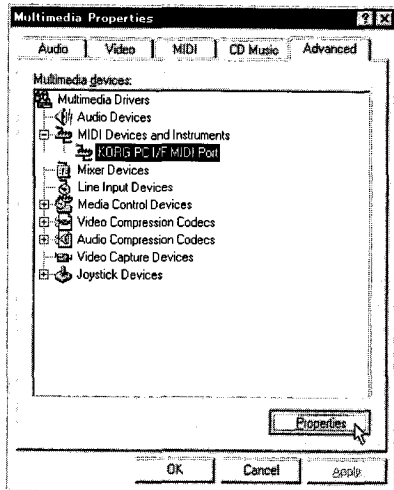 Multimedia Properties
Audio Video MIDI CD Music Advanced
Multimedia devices:
Multimedia Drivers
Audio Devices
MIDI Devices and Instruments
KORG PC I/F MIDI Port
Mixer Devices
Line Input Devices
Media Control Devices
Video Compression Codecs
Audio Compression Codecs
Video Capture Devices
Joystick Devices
Properties
OK Cancel Apply